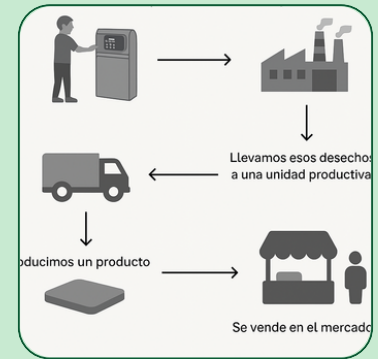 Llevamos esos desechos
a una unidad productiva
oducimos un producto
Se vende en el mercado